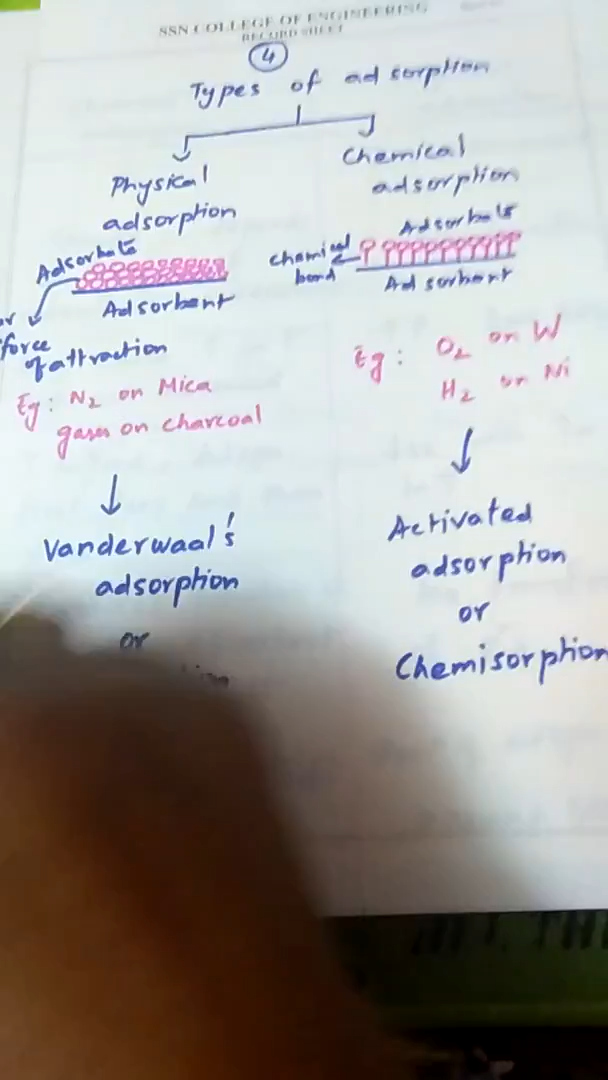 SSN COLLEGE OF ENGINEERING
RECORD SHEET
4
Types of adsorption
Physical
adsorption
Adsorbate
Adsorbent
force
of attraction
Eg: N2 on Mica
gases on charcoal
Vanderwaal's
adsorption
or
Chemical
adsorption
Adsorbate
chemical
bond
Adsorbent
Eg: O2 on W
H2 on Ni
Activated
adsorption
or
Chemisorption